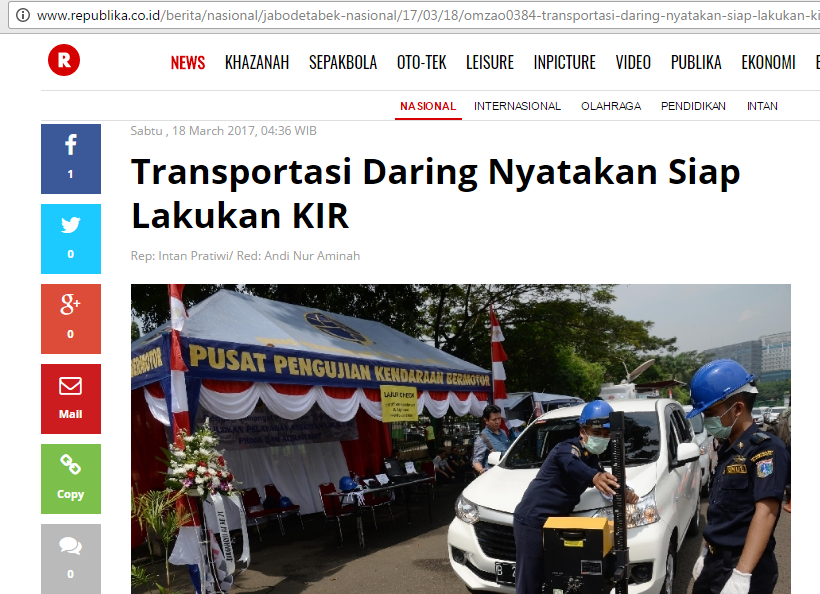 www.republika.co.id/berita/nasional/jabodetabek-nasional/17/03/18/omzao0384-transportasi-daring-nyatakan-siap-lakukan-ki
R
NEWS KHAZANAH SEPAKBOLA OTO-TEK LEISURE INPICTURE VIDEO PUBLIKA EKONOMI
NASIONAL INTERNASIONAL OLAHRAGA PENDIDIKAN INTAN
Sabtu , 18 March 2017, 04:36 WIB
Transportasi Daring Nyatakan Siap
Lakukan KIR
Rep: Intan Pratiwi/ Red: Andi Nur Aminah
f
1
0
g+
0
Mail
Copy
0
BERMOTOR
PUSAT PENGUJIAN KENDARAAN BERMOTOR
B